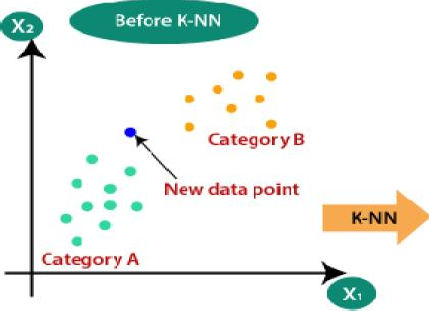 X₂
Before K-NN
Category B
New data point
K-NN
Category A
X₁